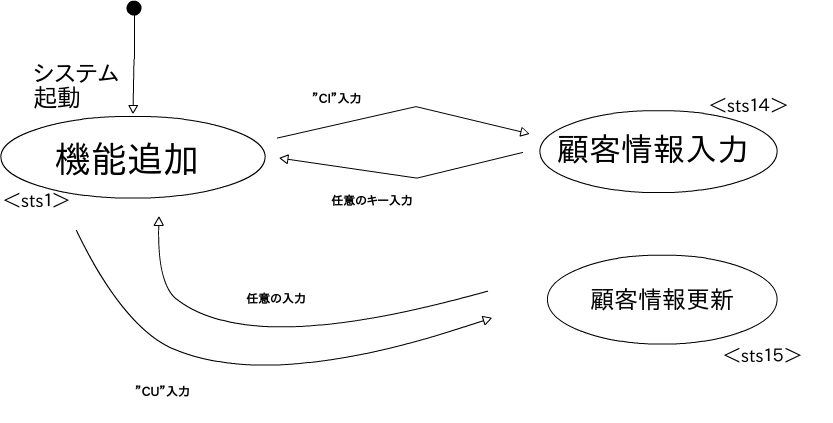 システム
起動
”CI”入力
＜sts14＞
機能追加
顧客情報入力
＜sts1＞
任意のキー入力
任意の入力
顧客情報更新
＜sts15＞
”CU”入力